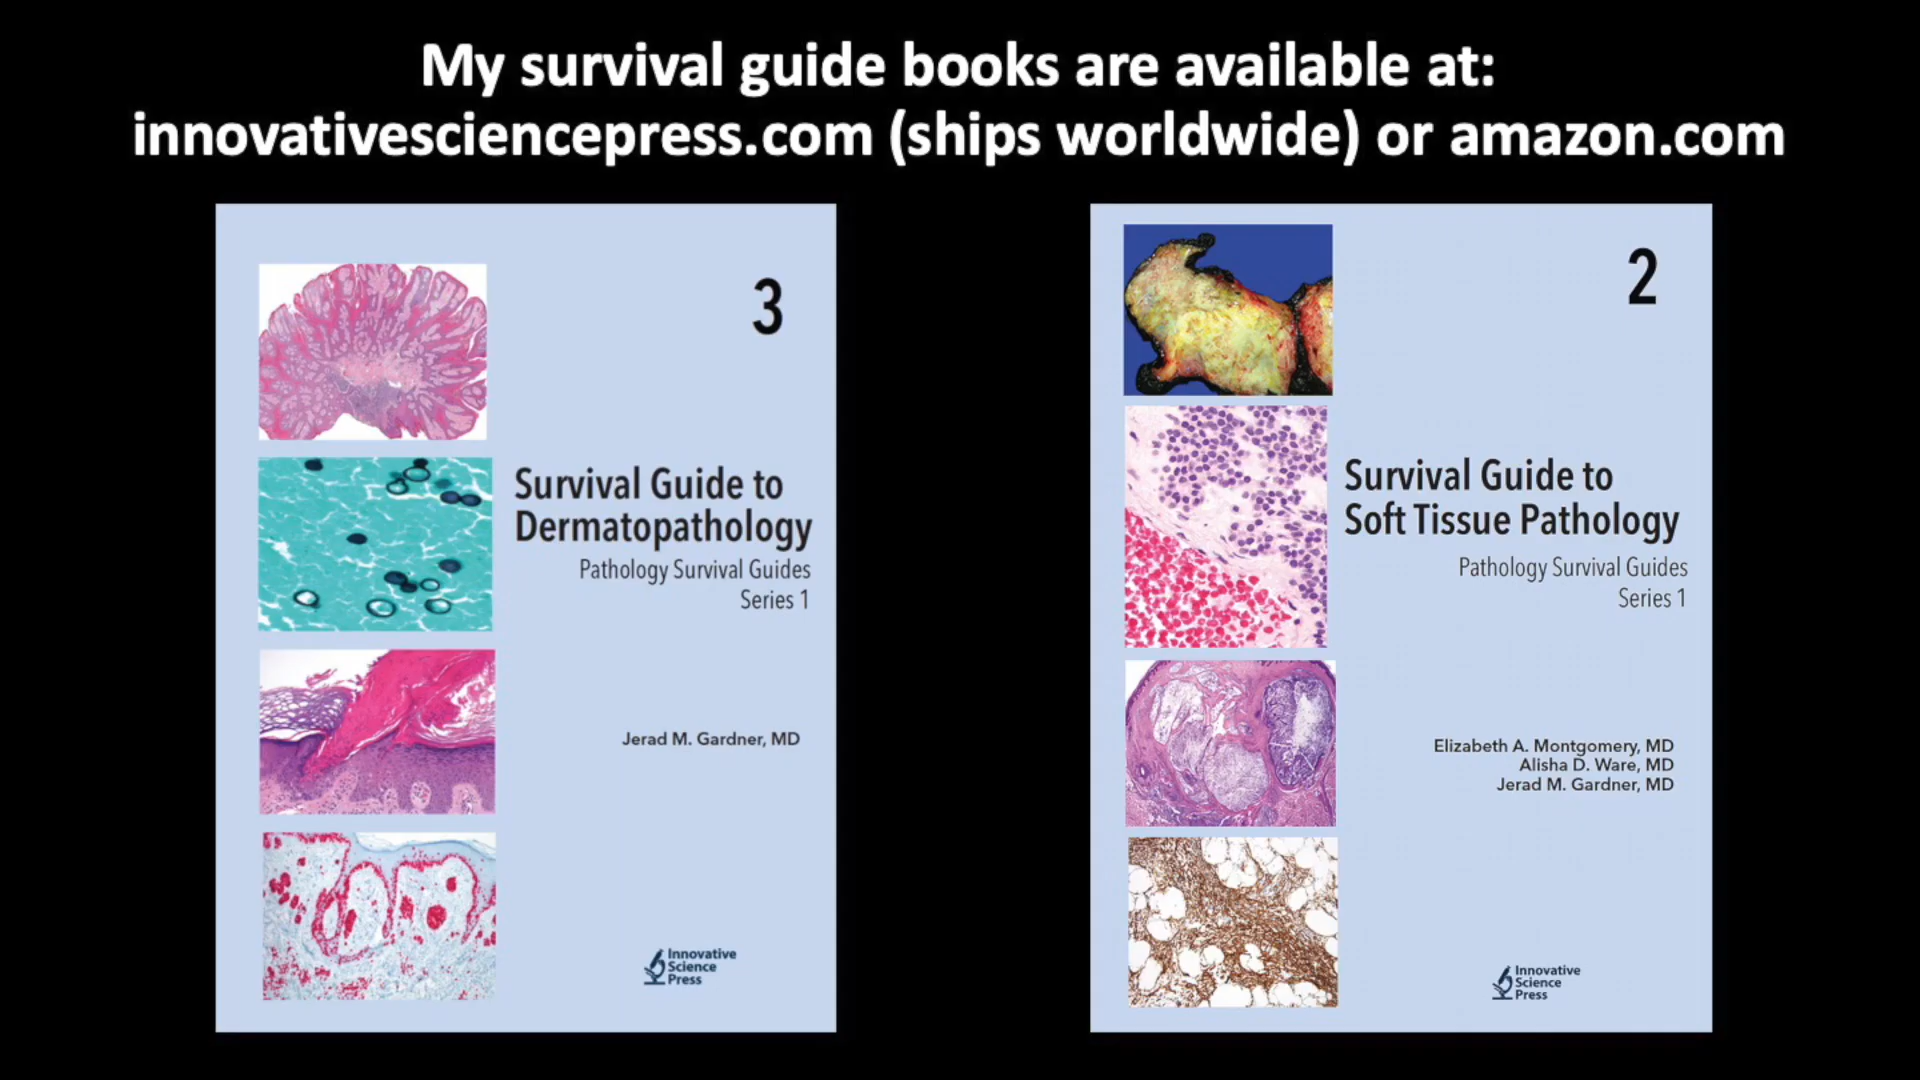 My survival guide books are available at:
innovativesciencepress.com (ships worldwide) or amazon.com
3
Survival Guide to
Dermatopathology
Pathology Survival Guides
Series 1
Jerad M. Gardner, MD
Innovative
Science
Press
2
Survival Guide to
Soft Tissue Pathology
Pathology Survival Guides
Series 1
Elizabeth A. Montgomery, MD
Alisha D. Ware, MD
Jerad M. Gardner, MD
Innovative
Science
Press